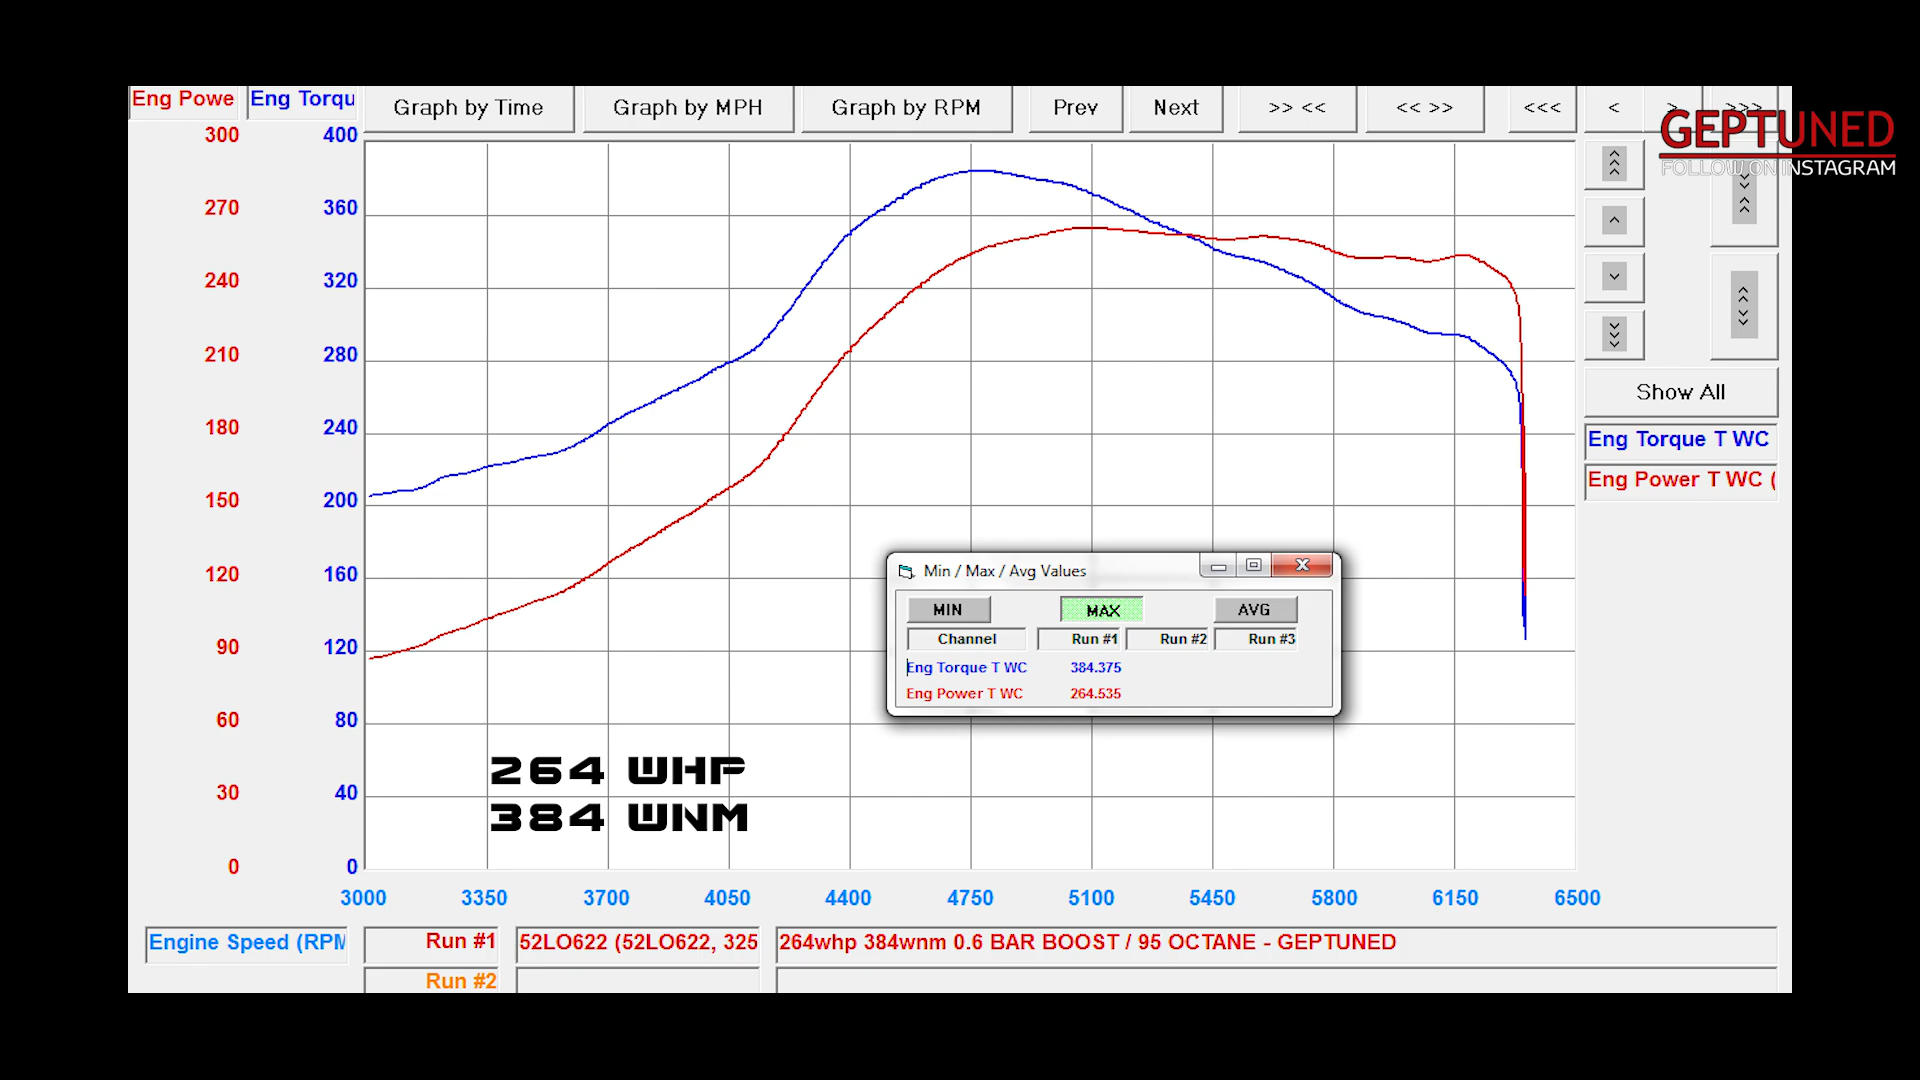 Eng Powe Eng Torqu Graph by Time Graph by MPH Graph by RPM Prev Next >> << << >> <<< < > >>>
GEPTUNED
FOLLOW ON INSTAGRAM
300 400
270 360
240 320
210 280
180 240
150 200
120 160
90 120
60 80
30 40
0 0
Show All
Eng Torque T WC
Eng Power T WC (
Min / Max / Avg Values
MIN MAX AVG
Channel Run #1 Run #2 Run #3
Eng Torque T WC 384.375
Eng Power T WC 264.535
264 WHP
384 WNM
3000 3350 3700 4050 4400 4750 5100 5450 5800 6150 6500
Engine Speed (RPM Run #1 52LO622 (52LO622, 325 264whp 384wnm 0.6 BAR BOOST / 95 OCTANE - GEPTUNED
Run #2